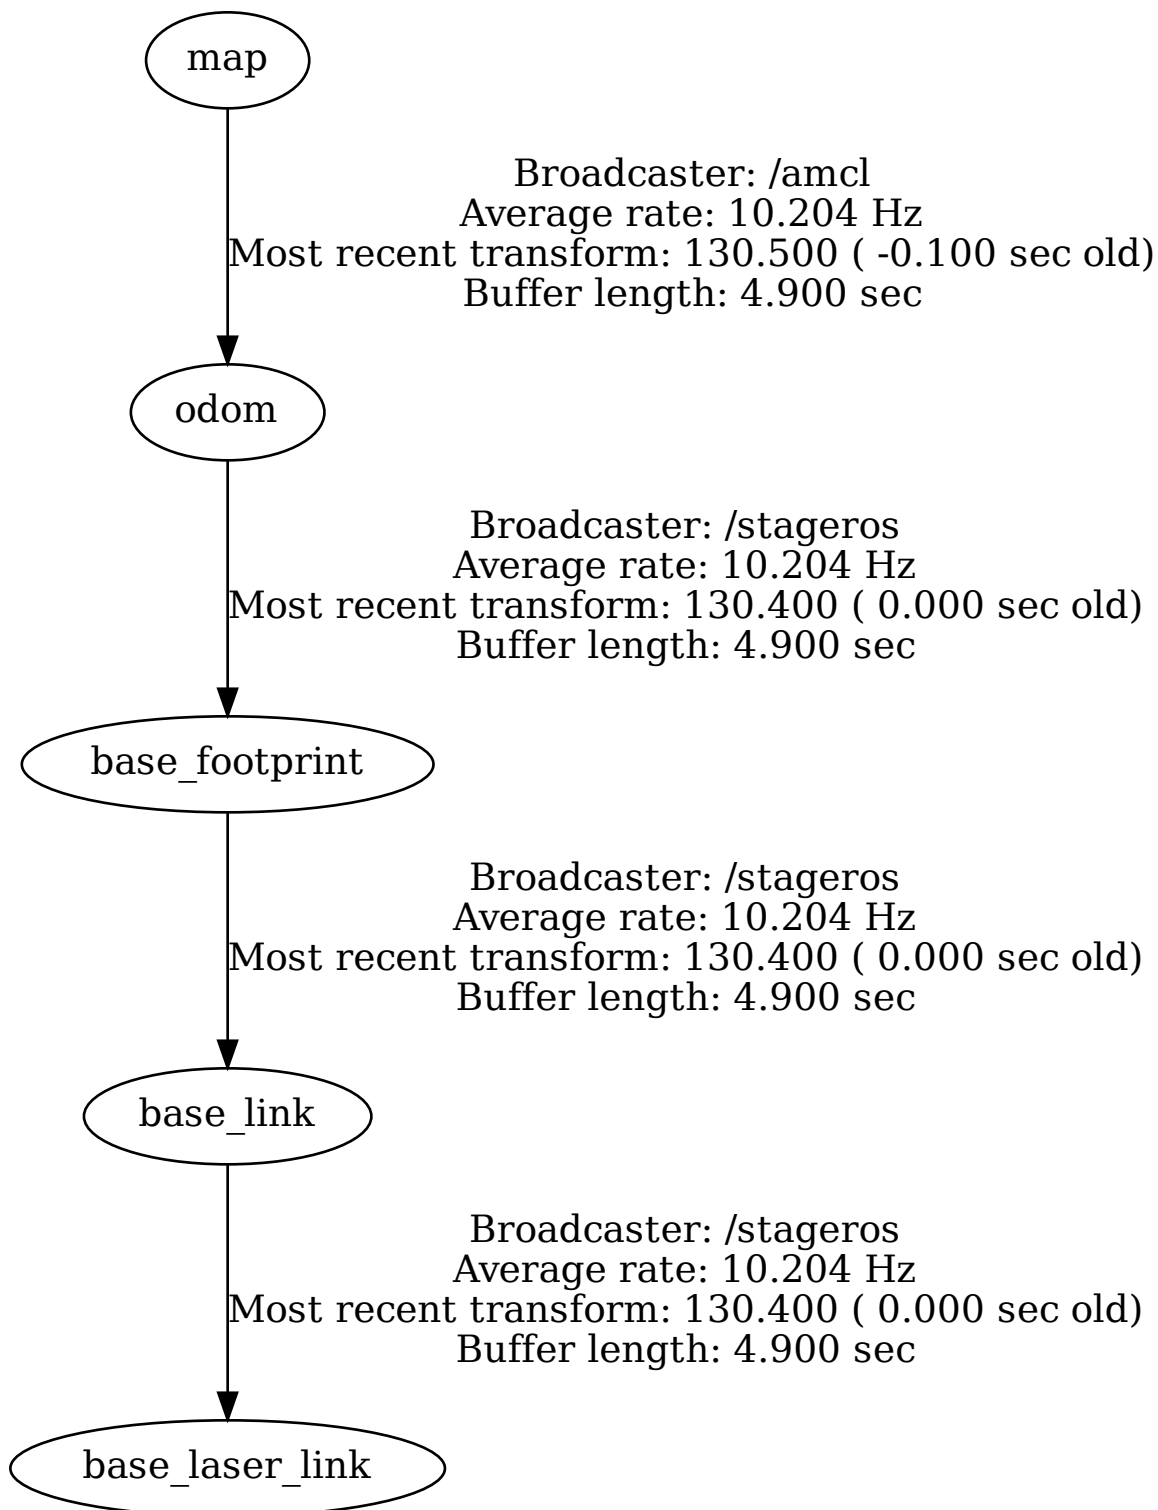 map
Broadcaster: /amcl
Average rate: 10.204 Hz
Most recent transform: 130.500 ( -0.100 sec old)
Buffer length: 4.900 sec
odom
Broadcaster: /stageros
Average rate: 10.204 Hz
Most recent transform: 130.400 ( 0.000 sec old)
Buffer length: 4.900 sec
base_footprint
Broadcaster: /stageros
Average rate: 10.204 Hz
Most recent transform: 130.400 ( 0.000 sec old)
Buffer length: 4.900 sec
base_link
Broadcaster: /stageros
Average rate: 10.204 Hz
Most recent transform: 130.400 ( 0.000 sec old)
Buffer length: 4.900 sec
base_laser_link